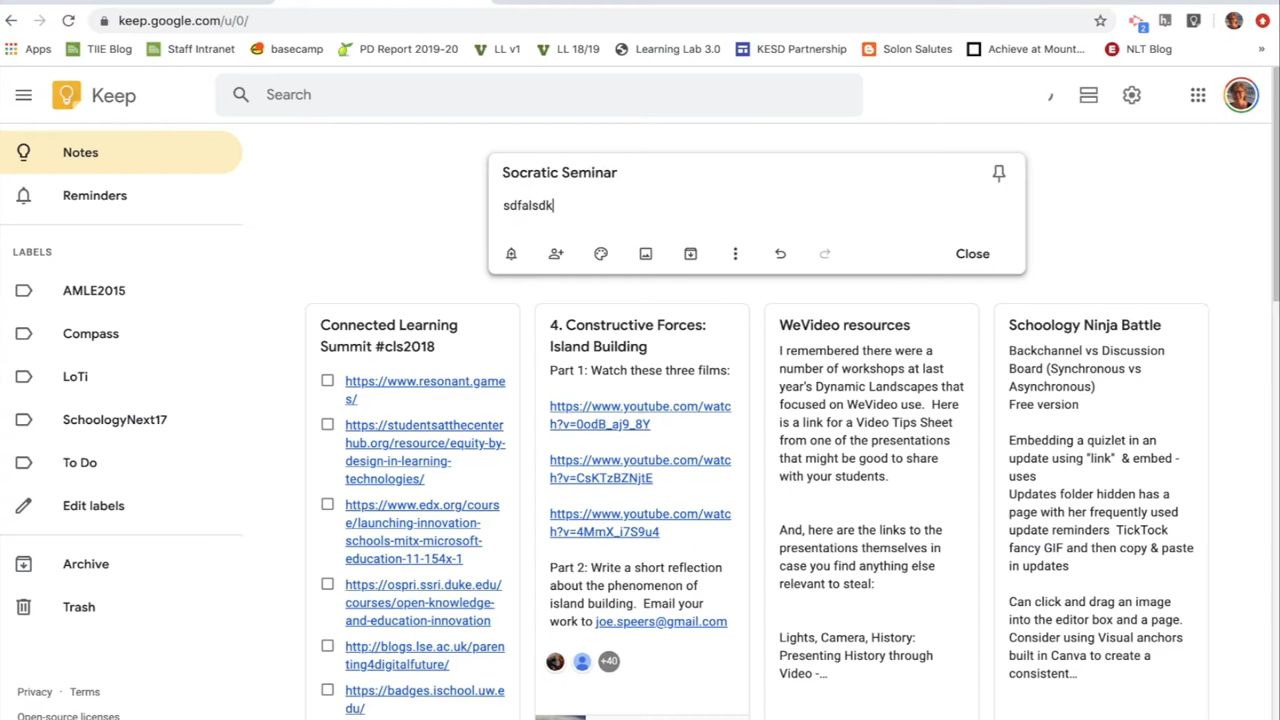 keep.google.com/u/0/
2
Apps
TIIE Blog
Staff Intranet
basecamp
PD Report 2019-20
LL v1
LL 18/19
Learning Lab 3.0
KESD Partnership
Solon Salutes
Achieve at Mount...
NLT Blog
»
Keep
Search
Notes
Reminders
LABELS
AMLE2015
Compass
LoTi
SchoologyNext17
To Do
Edit labels
Archive
Trash
Privacy · Terms
Open-source licenses
Socratic Seminar
sdfalsdk
Close
Connected Learning
Summit #cls2018
https://www.resonant.game
s/
https://studentsatthecenter
hub.org/resource/equity-by-
design-in-learning-
technologies/
https://www.edx.org/cours
e/launching-innovation-
schools-mitx-microsoft-
education-11-154x-1
https://ospri.ssri.duke.edu/
courses/open-knowledge-
and-education-innovation
http://blogs.lse.ac.uk/paren
ting4digitalfuture/
https://badges.ischool.uw.e
du/
4. Constructive Forces:
Island Building
Part 1: Watch these three films:
https://www.youtube.com/watc
h?v=0odB_aj9_8Y
https://www.youtube.com/watc
h?v=CsKTzBZNjtE
https://www.youtube.com/watc
h?v=4MmX_i7S9u4
Part 2: Write a short reflection
about the phenomenon of
island building. Email your
work to joe.speers@gmail.com
+40
WeVideo resources
I remembered there were a
number of workshops at last
year's Dynamic Landscapes that
focused on WeVideo use. Here
is a link for a Video Tips Sheet
from one of the presentations
that might be good to share
with your students.
And, here are the links to the
presentations themselves in
case you find anything else
relevant to steal:
Lights, Camera, History:
Presenting History through
Video -...
Schoology Ninja Battle
Backchannel vs Discussion
Board (Synchronous vs
Asynchronous)
Free version
Embedding a quizlet in an
update using "link" & embed -
uses
Updates folder hidden has a
page with her frequently used
update reminders TickTock
fancy GIF and then copy & paste
in updates
Can click and drag an image
into the editor box and a page.
Consider using Visual anchors
built in Canva to create a
consistent...